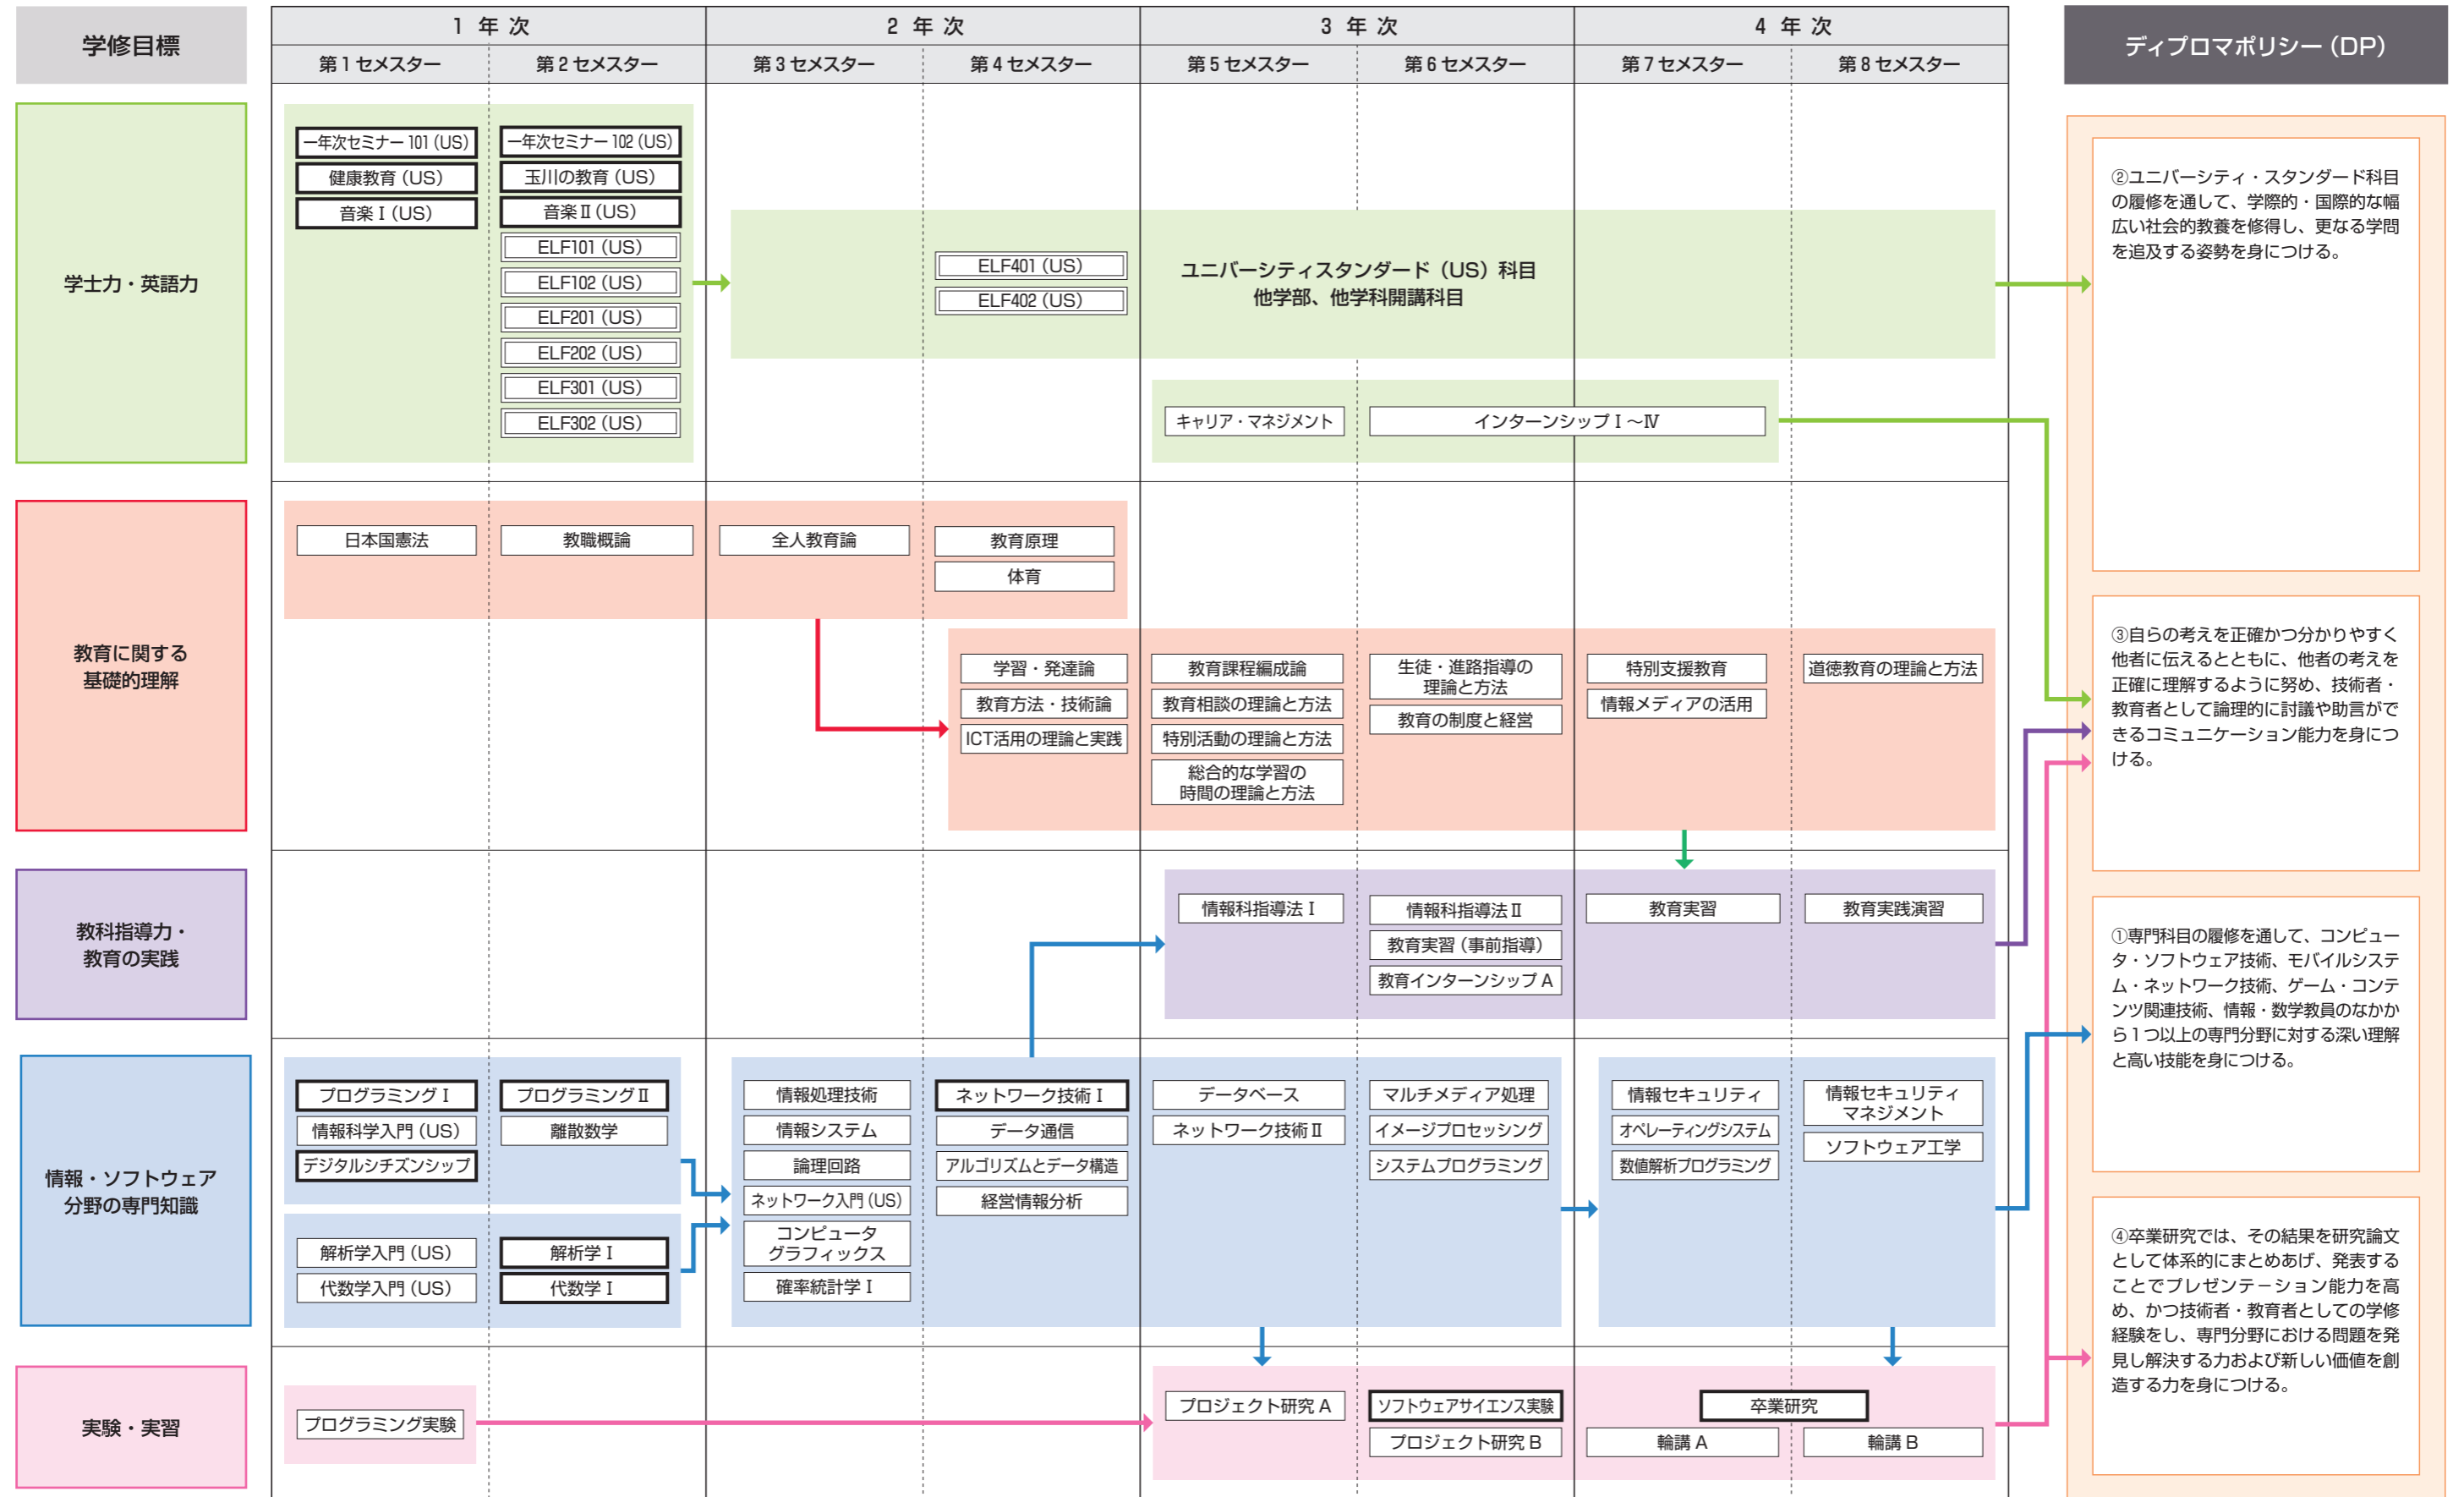 学修目標
1 年 次
2 年 次
3 年 次
4 年 次
ディプロマポリシー（DP）
第1セメスター
第2セメスター
第3セメスター
第4セメスター
第5セメスター
第6セメスター
第7セメスター
第8セメスター
学士力・英語力
一年次セミナー 101（US）
健康教育（US）
音楽Ⅰ（US）
一年次セミナー 102（US）
玉川の教育（US）
音楽Ⅱ（US）
ELF101（US）
ELF102（US）
ELF201（US）
ELF202（US）
ELF301（US）
ELF302（US）
ELF401（US）
ELF402（US）
ユニバーシティスタンダード（US）科目
他学部、他学科開講科目
キャリア・マネジメント
インターンシップⅠ～Ⅳ
教育に関する
基礎的理解
日本国憲法
教職概論
全人教育論
教育原理
体育
学習・発達論
教育方法・技術論
ICT活用の理論と実践
教育課程編成論
教育相談の理論と方法
特別活動の理論と方法
総合的な学習の
時間の理論と方法
生徒・進路指導の
理論と方法
教育の制度と経営
特別支援教育
情報メディアの活用
道徳教育の理論と方法
教科指導力・
教育の実践
情報科指導法Ⅰ
情報科指導法Ⅱ
教育実習（事前指導）
教育インターンシップ A
教育実習
教育実践演習
情報・ソフトウェア
分野の専門知識
プログラミングⅠ
情報科学入門（US）
デジタルシチズンシップ
プログラミングⅡ
離散数学
解析学入門（US）
代数学入門（US）
解析学Ⅰ
代数学Ⅰ
情報処理技術
情報システム
論理回路
ネットワーク入門（US）
コンピュータ
グラフィックス
確率統計学Ⅰ
ネットワーク技術Ⅰ
データ通信
アルゴリズムとデータ構造
経営情報分析
データベース
ネットワーク技術Ⅱ
マルチメディア処理
イメージプロセッシング
システムプログラミング
情報セキュリティ
オペレーティングシステム
数値解析プログラミング
情報セキュリティ
マネジメント
ソフトウェア工学
実験・実習
プログラミング実験
プロジェクト研究 A
ソフトウェアサイエンス実験
プロジェクト研究 B
卒業研究
輪講 A
輪講 B
②ユニバーシティ・スタンダード科目
の履修を通して、学際的・国際的な幅
広い社会的教養を修得し、更なる学問
を追及する姿勢を身につける。
③自らの考えを正確かつ分かりやすく
他者に伝えるとともに、他者の考えを
正確に理解するように努め、技術者・
教育者として論理的に討議や助言がで
きるコミュニケーション能力を身につ
ける。
①専門科目の履修を通して、コンピュー
タ・ソフトウェア技術、モバイルシステ
ム・ネットワーク技術、ゲーム・コンテ
ンツ関連技術、情報・数学教員のなかか
ら１つ以上の専門分野に対する深い理解
と高い技能を身につける。
④卒業研究では、その結果を研究論文
として体系的にまとめあげ、発表する
ことでプレゼンテーション能力を高
め、かつ技術者・教育者としての学修
経験をし、専門分野における問題を発
見し解決する力および新しい価値を創
造する力を身につける。